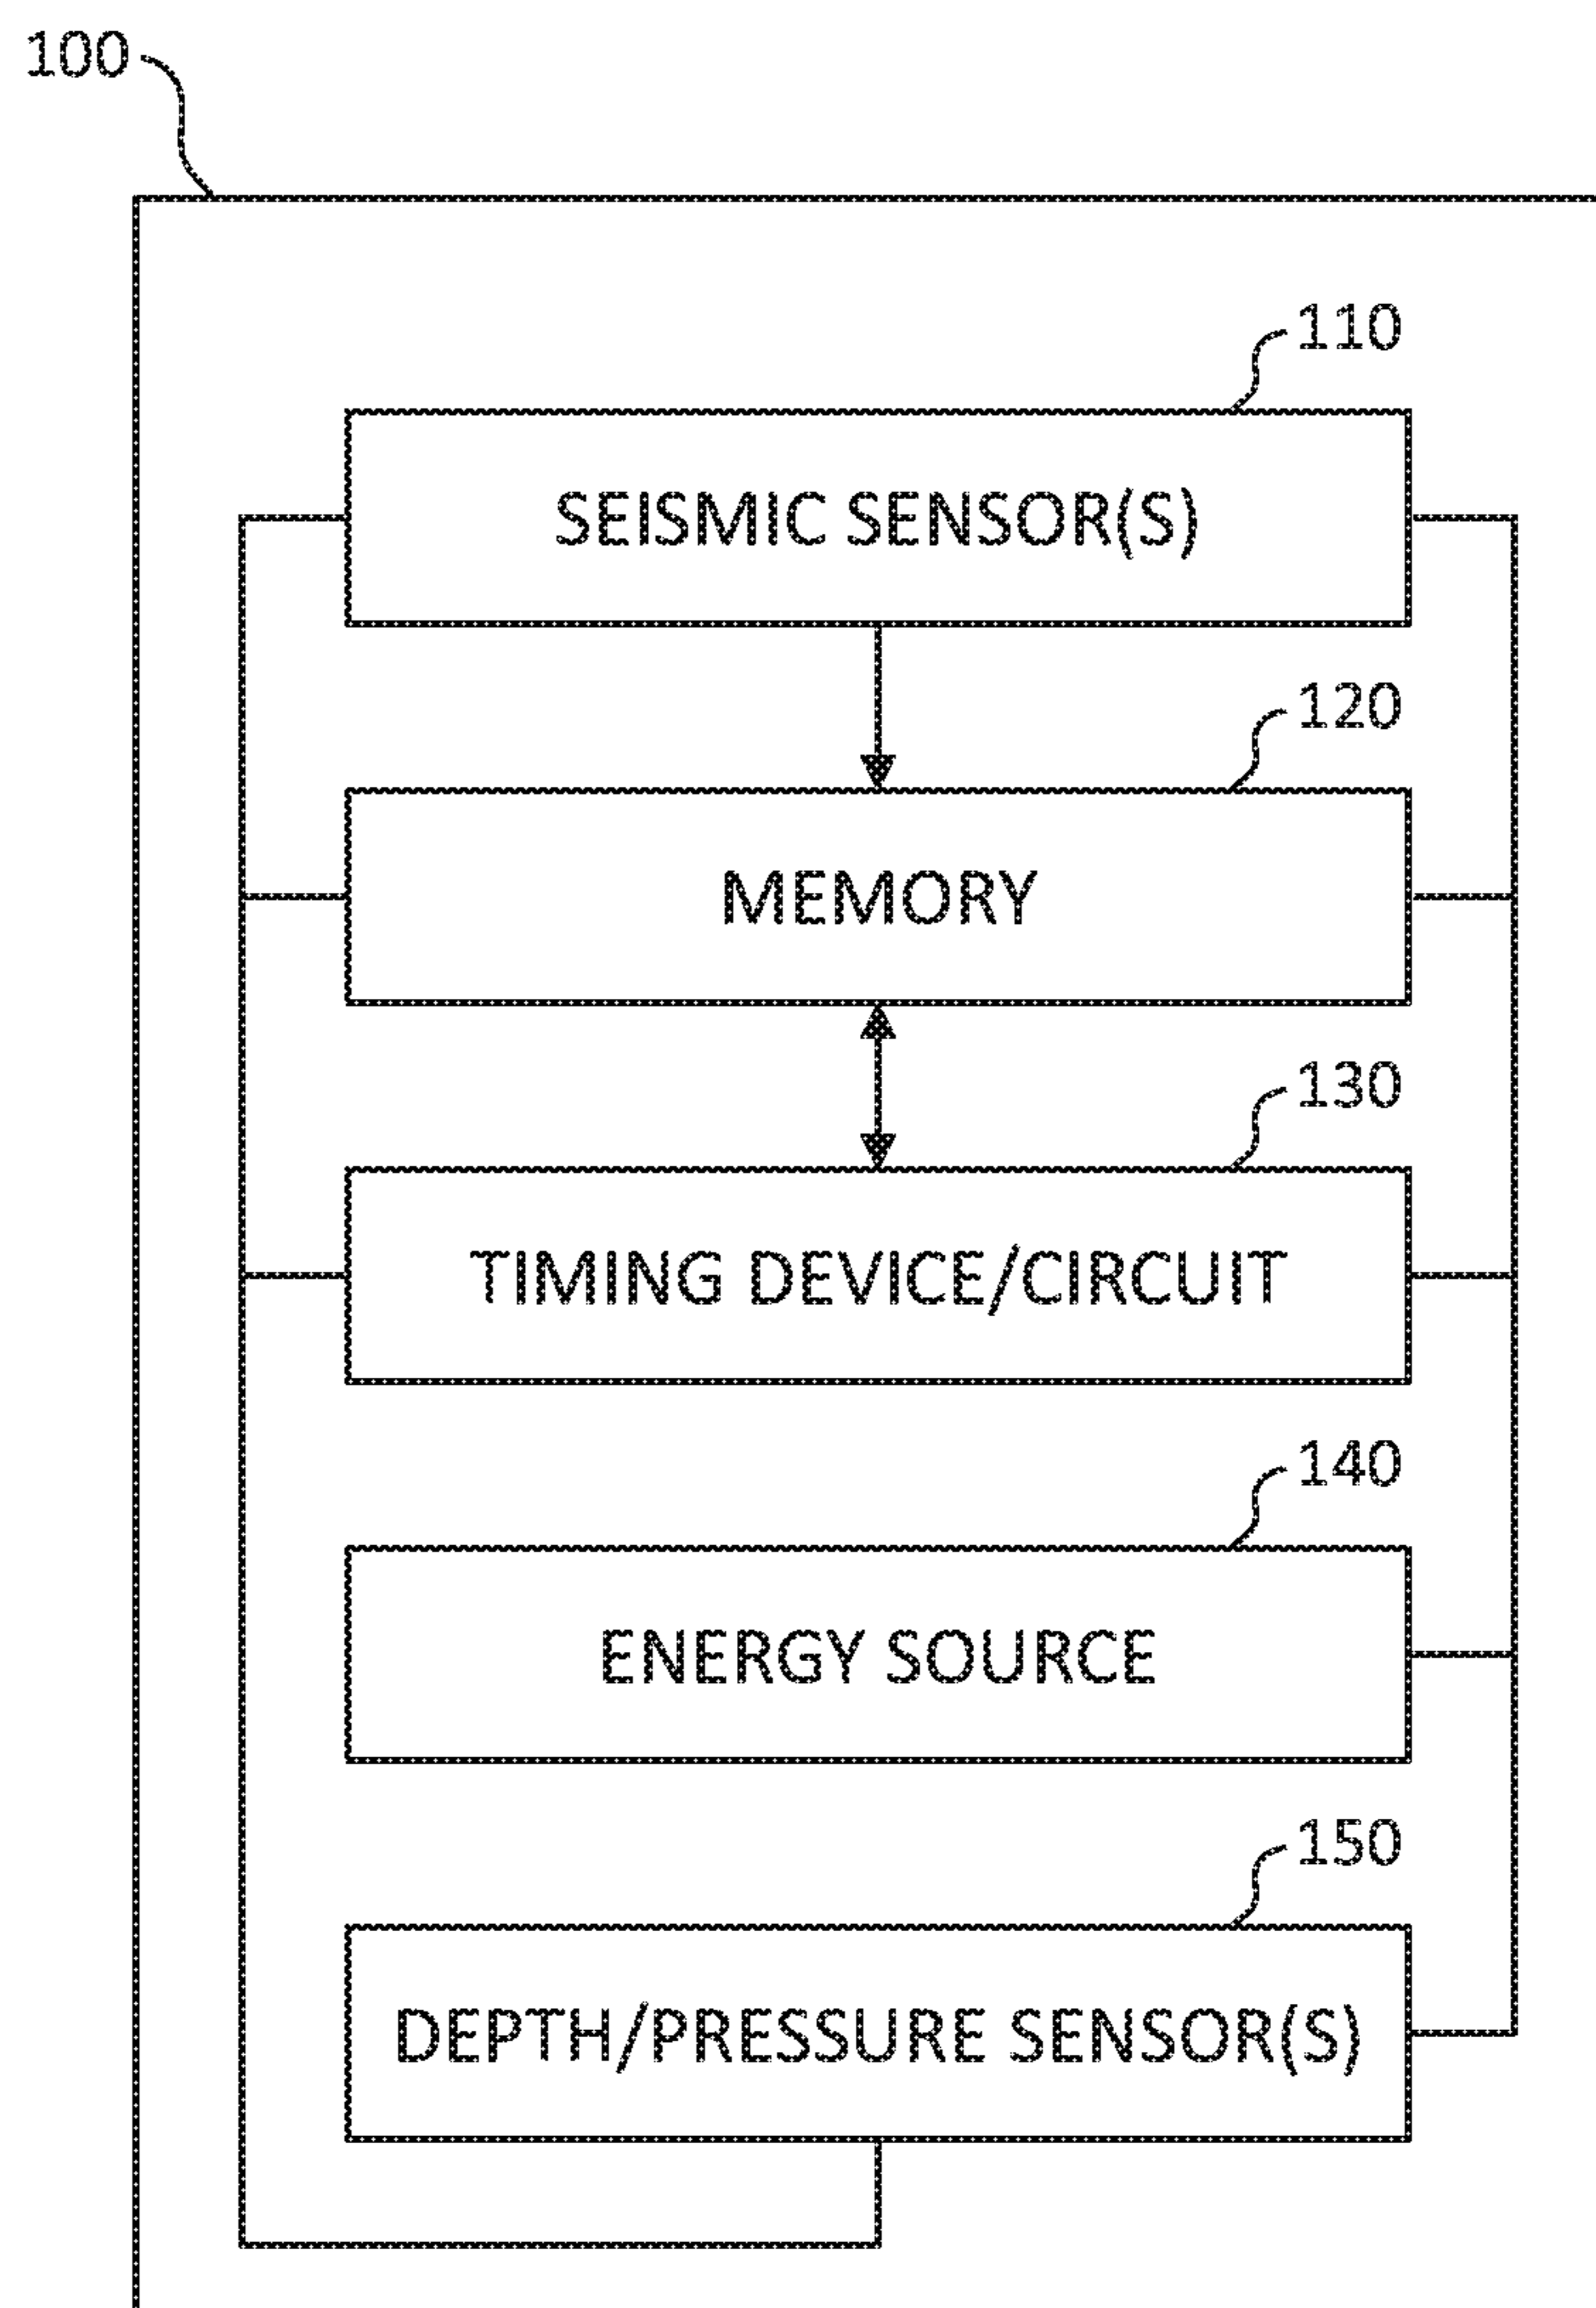 100
110
SEISMIC SENSOR(S)
120
MEMORY
130
TIMING DEVICE/CIRCUIT
140
ENERGY SOURCE
150
DEPTH/PRESSURE SENSOR(S)